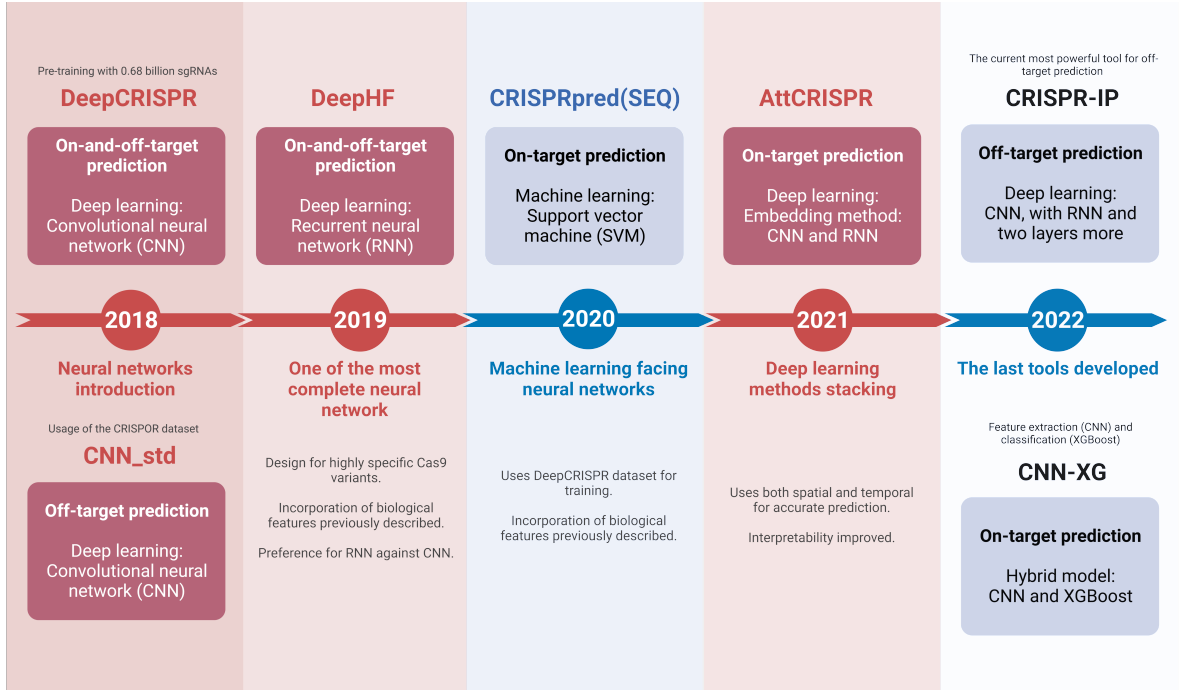 Pre-training with 0.68 billion sgRNAs
DeepCRISPR
On-and-off-target
prediction
Deep learning:
Convolutional neural
network (CNN)
2018
Neural networks
introduction
Usage of the CRISPOR dataset
CNN_std
Off-target prediction
Deep learning:
Convolutional neural
network (CNN)
DeepHF
On-and-off-target
prediction
Deep learning:
Recurrent neural
network (RNN)
2019
One of the most
complete neural
network
Design for highly specific Cas9
variants.
Incorporation of biological
features previously described.
Preference for RNN against CNN.
CRISPRpred(SEQ)
On-target prediction
Machine learning:
Support vector
machine (SVM)
2020
Machine learning facing
neural networks
Uses DeepCRISPR dataset for
training.
Incorporation of biological
features previously described.
AttCRISPR
On-target prediction
Deep learning:
Embedding method:
CNN and RNN
2021
Deep learning
methods stacking
Uses both spatial and temporal
for accurate prediction.
Interpretability improved.
The current most powerful tool for off-
target prediction
CRISPR-IP
Off-target prediction
Deep learning:
CNN, with RNN and
two layers more
2022
The last tools developed
Feature extraction (CNN) and
classification (XGBoost)
CNN-XG
On-target prediction
Hybrid model:
CNN and XGBoost